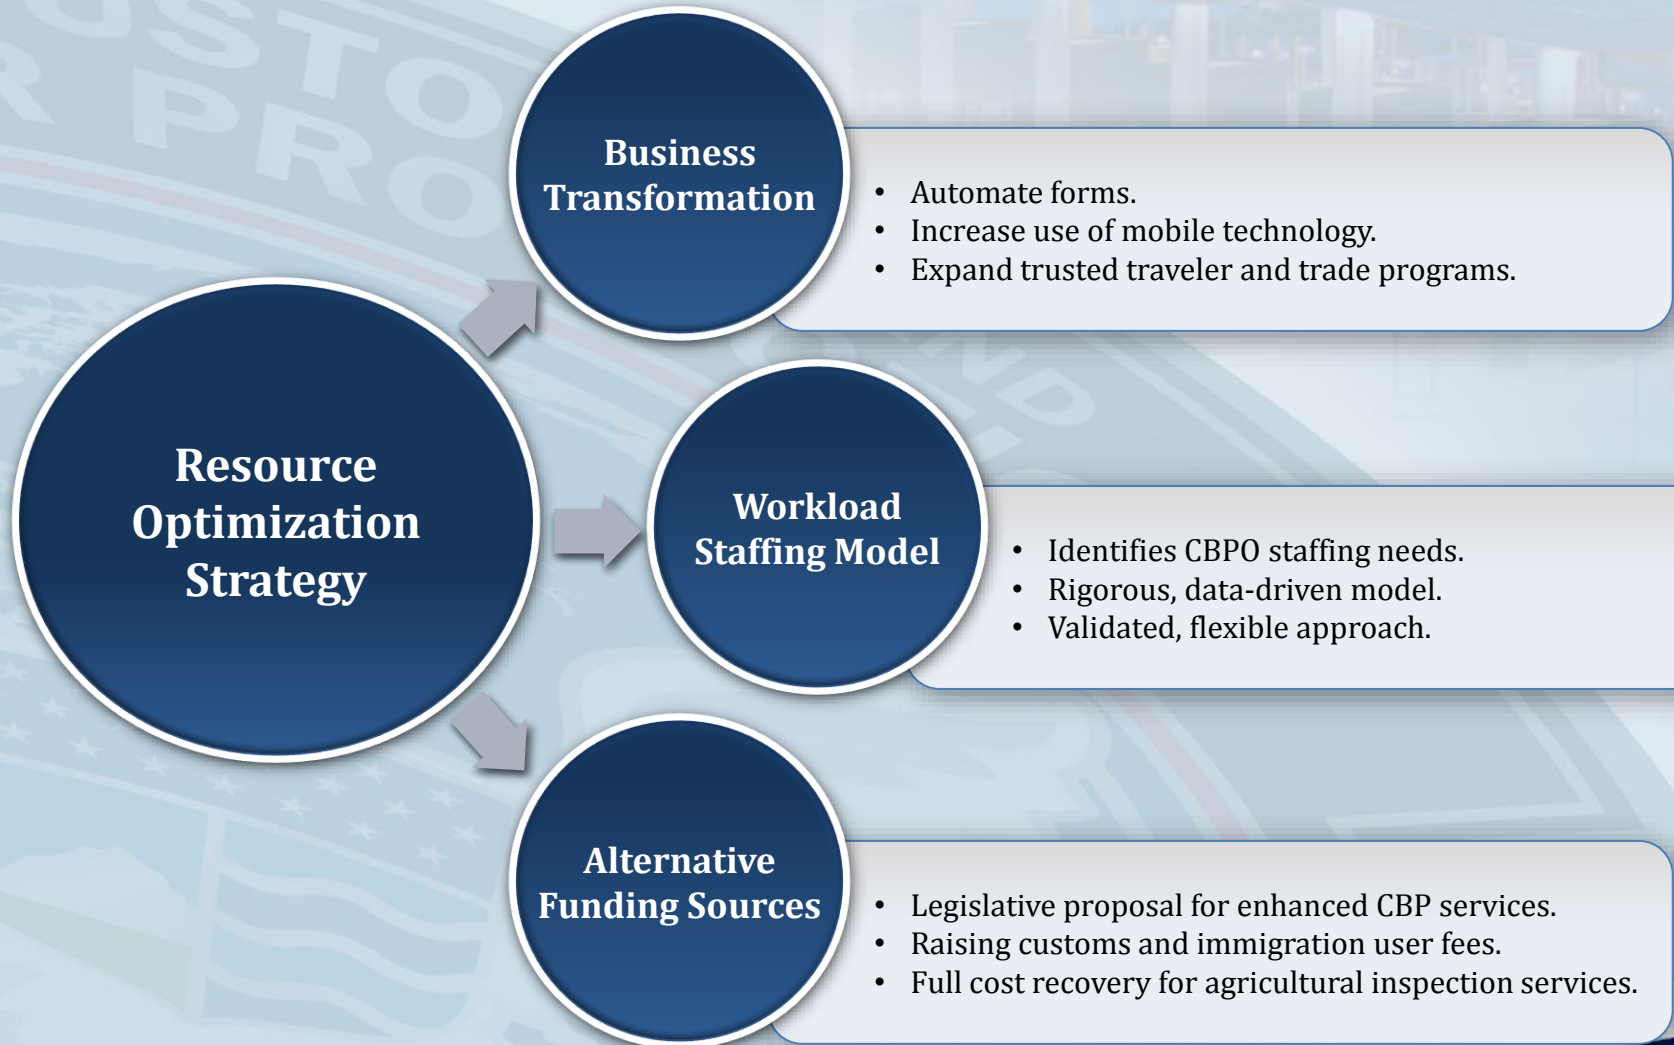 Business
Transformation
• Automate forms.
• Increase use of mobile technology.
• Expand trusted traveler and trade programs.
Resource
Optimization
Strategy
Workload
Staffing Model
• Identifies CBPO staffing needs.
• Rigorous, data-driven model.
• Validated, flexible approach.
Alternative
Funding Sources
• Legislative proposal for enhanced CBP services.
• Raising customs and immigration user fees.
• Full cost recovery for agricultural inspection services.